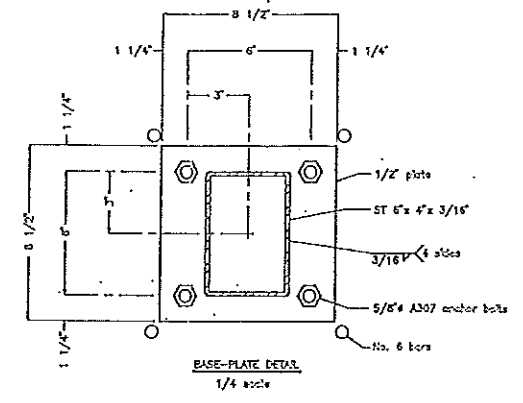 8 1/2"
1 1/4" 6" 1 1/4"
3"
1 1/4"
8 1/2"
6"
3"
1 1/4"
1/2" plate
ST 6"x 4"x 3/16"
3/16 4 sides
5/8"ø A307 anchor bolts
No. 6 bars
BASE-PLATE DETAIL
1/4 scale